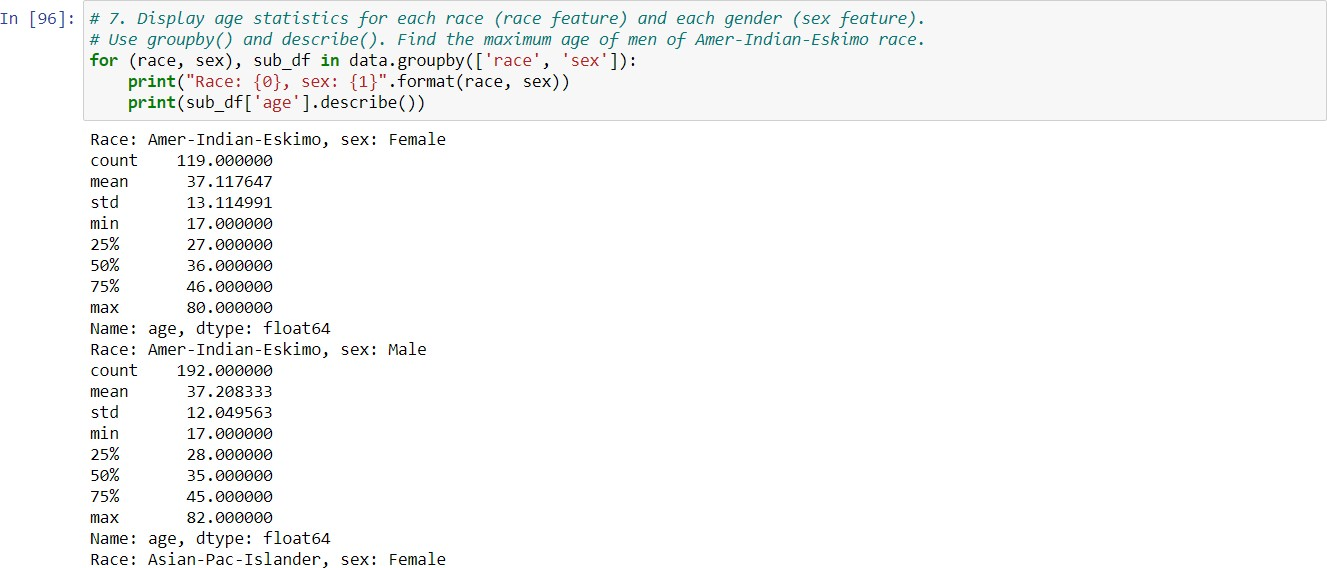 In [96]: # 7. Display age statistics for each race (race feature) and each gender (sex feature).
# Use groupby() and describe(). Find the maximum age of men of Amer-Indian-Eskimo race.
for (race, sex), sub_df in data.groupby(['race', 'sex']):
    print("Race: {0}, sex: {1}".format(race, sex))
    print(sub_df['age'].describe())
Race: Amer-Indian-Eskimo, sex: Female
count    119.000000
mean      37.117647
std       13.114991
min       17.000000
25%       27.000000
50%       36.000000
75%       46.000000
max       80.000000
Name: age, dtype: float64
Race: Amer-Indian-Eskimo, sex: Male
count    192.000000
mean      37.208333
std       12.049563
min       17.000000
25%       28.000000
50%       35.000000
75%       45.000000
max       82.000000
Name: age, dtype: float64
Race: Asian-Pac-Islander, sex: Female